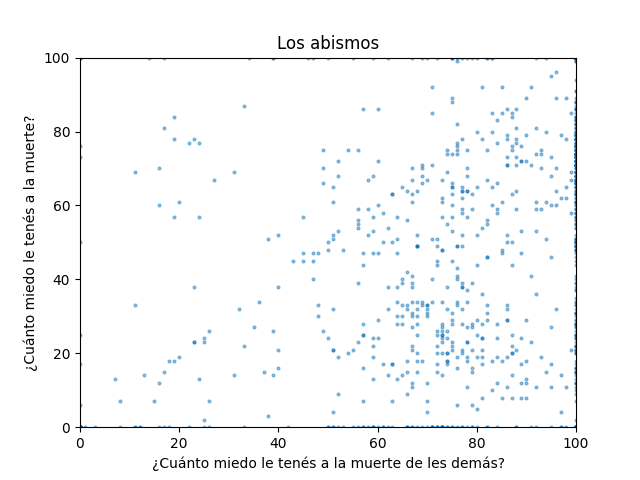 Los abismos
¿Cuánto miedo le tenés a la muerte?
100
80
60
40
20
0
0 20 40 60 80 100
¿Cuánto miedo le tenés a la muerte de les demás?